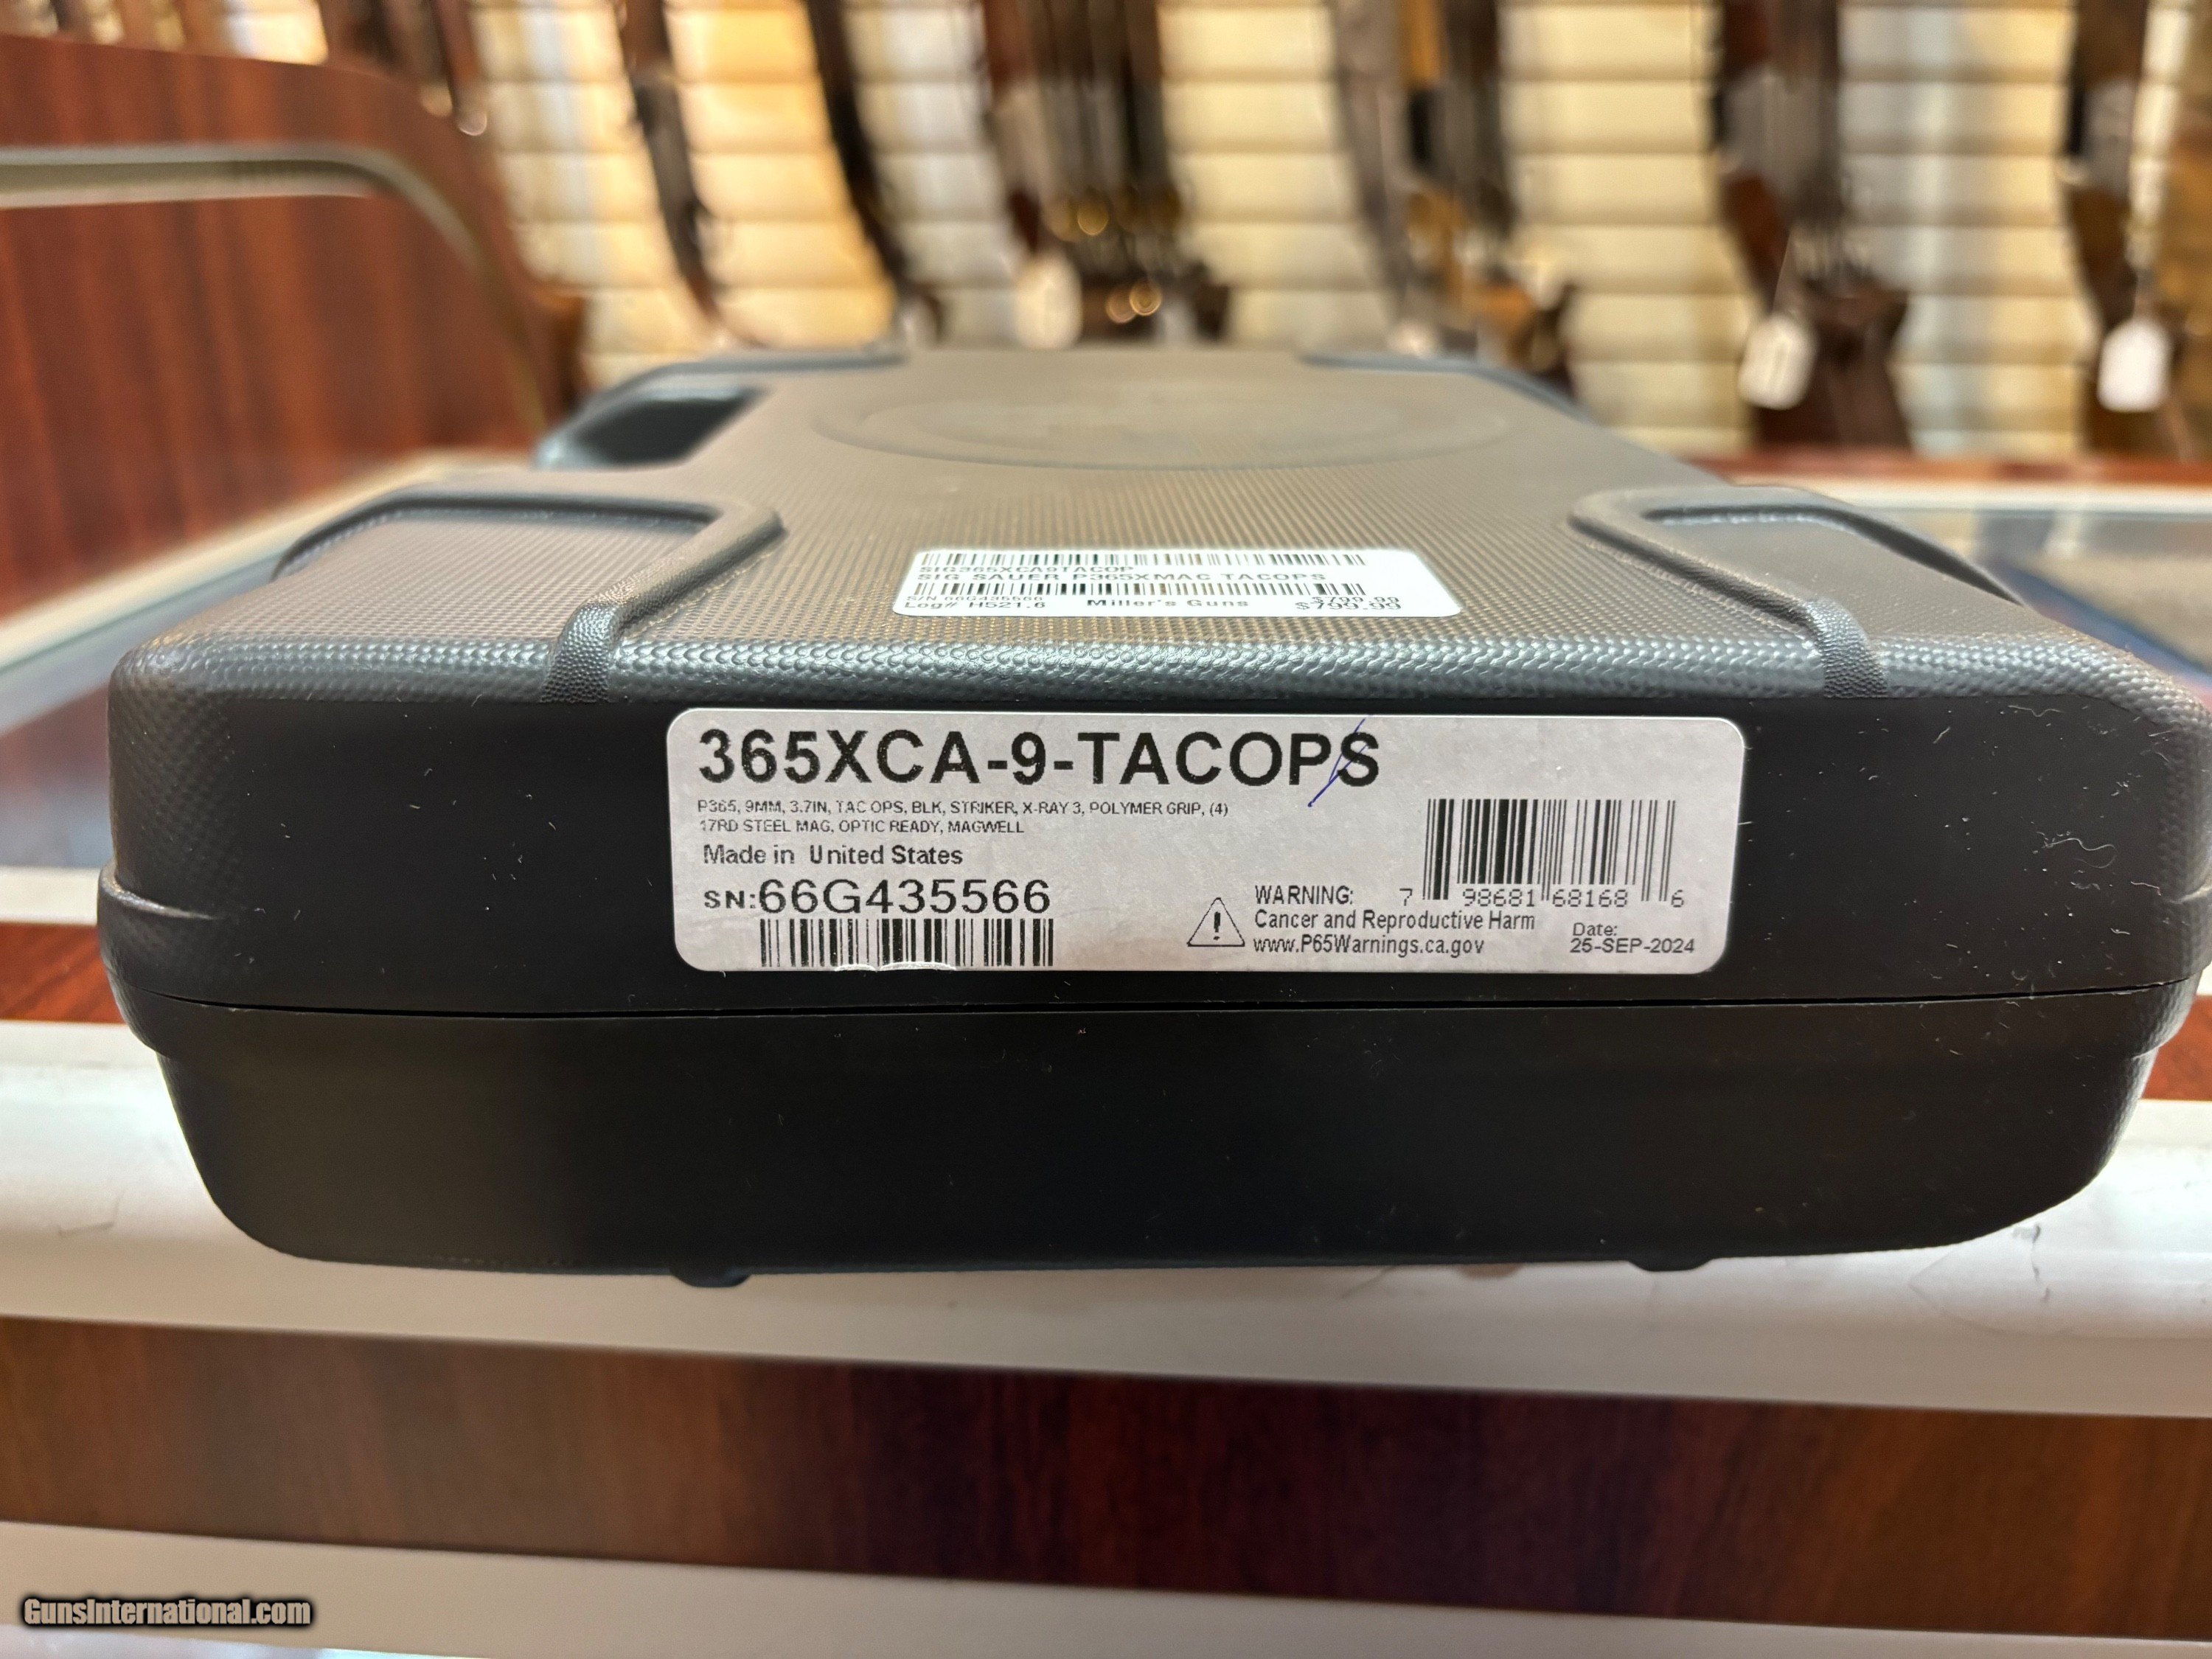 SIG365XCA9TACOP
SIG SAUER P365XMAC TACOPS
S/N 66G435566 $799.99
Log# H521.6 Miller's Guns $799.99
365XCA-9-TACOPS
P365, 9MM, 3.7IN, TAC OPS, BLK, STRIKER, X-RAY 3, POLYMER GRIP, (4)
17RD STEEL MAG, OPTIC READY, MAGWELL
Made in United States
SN:66G435566
7 98681 68168 6
WARNING:
Cancer and Reproductive Harm
www.P65Warnings.ca.gov
Date:
25-SEP-2024
GunsInternational.com